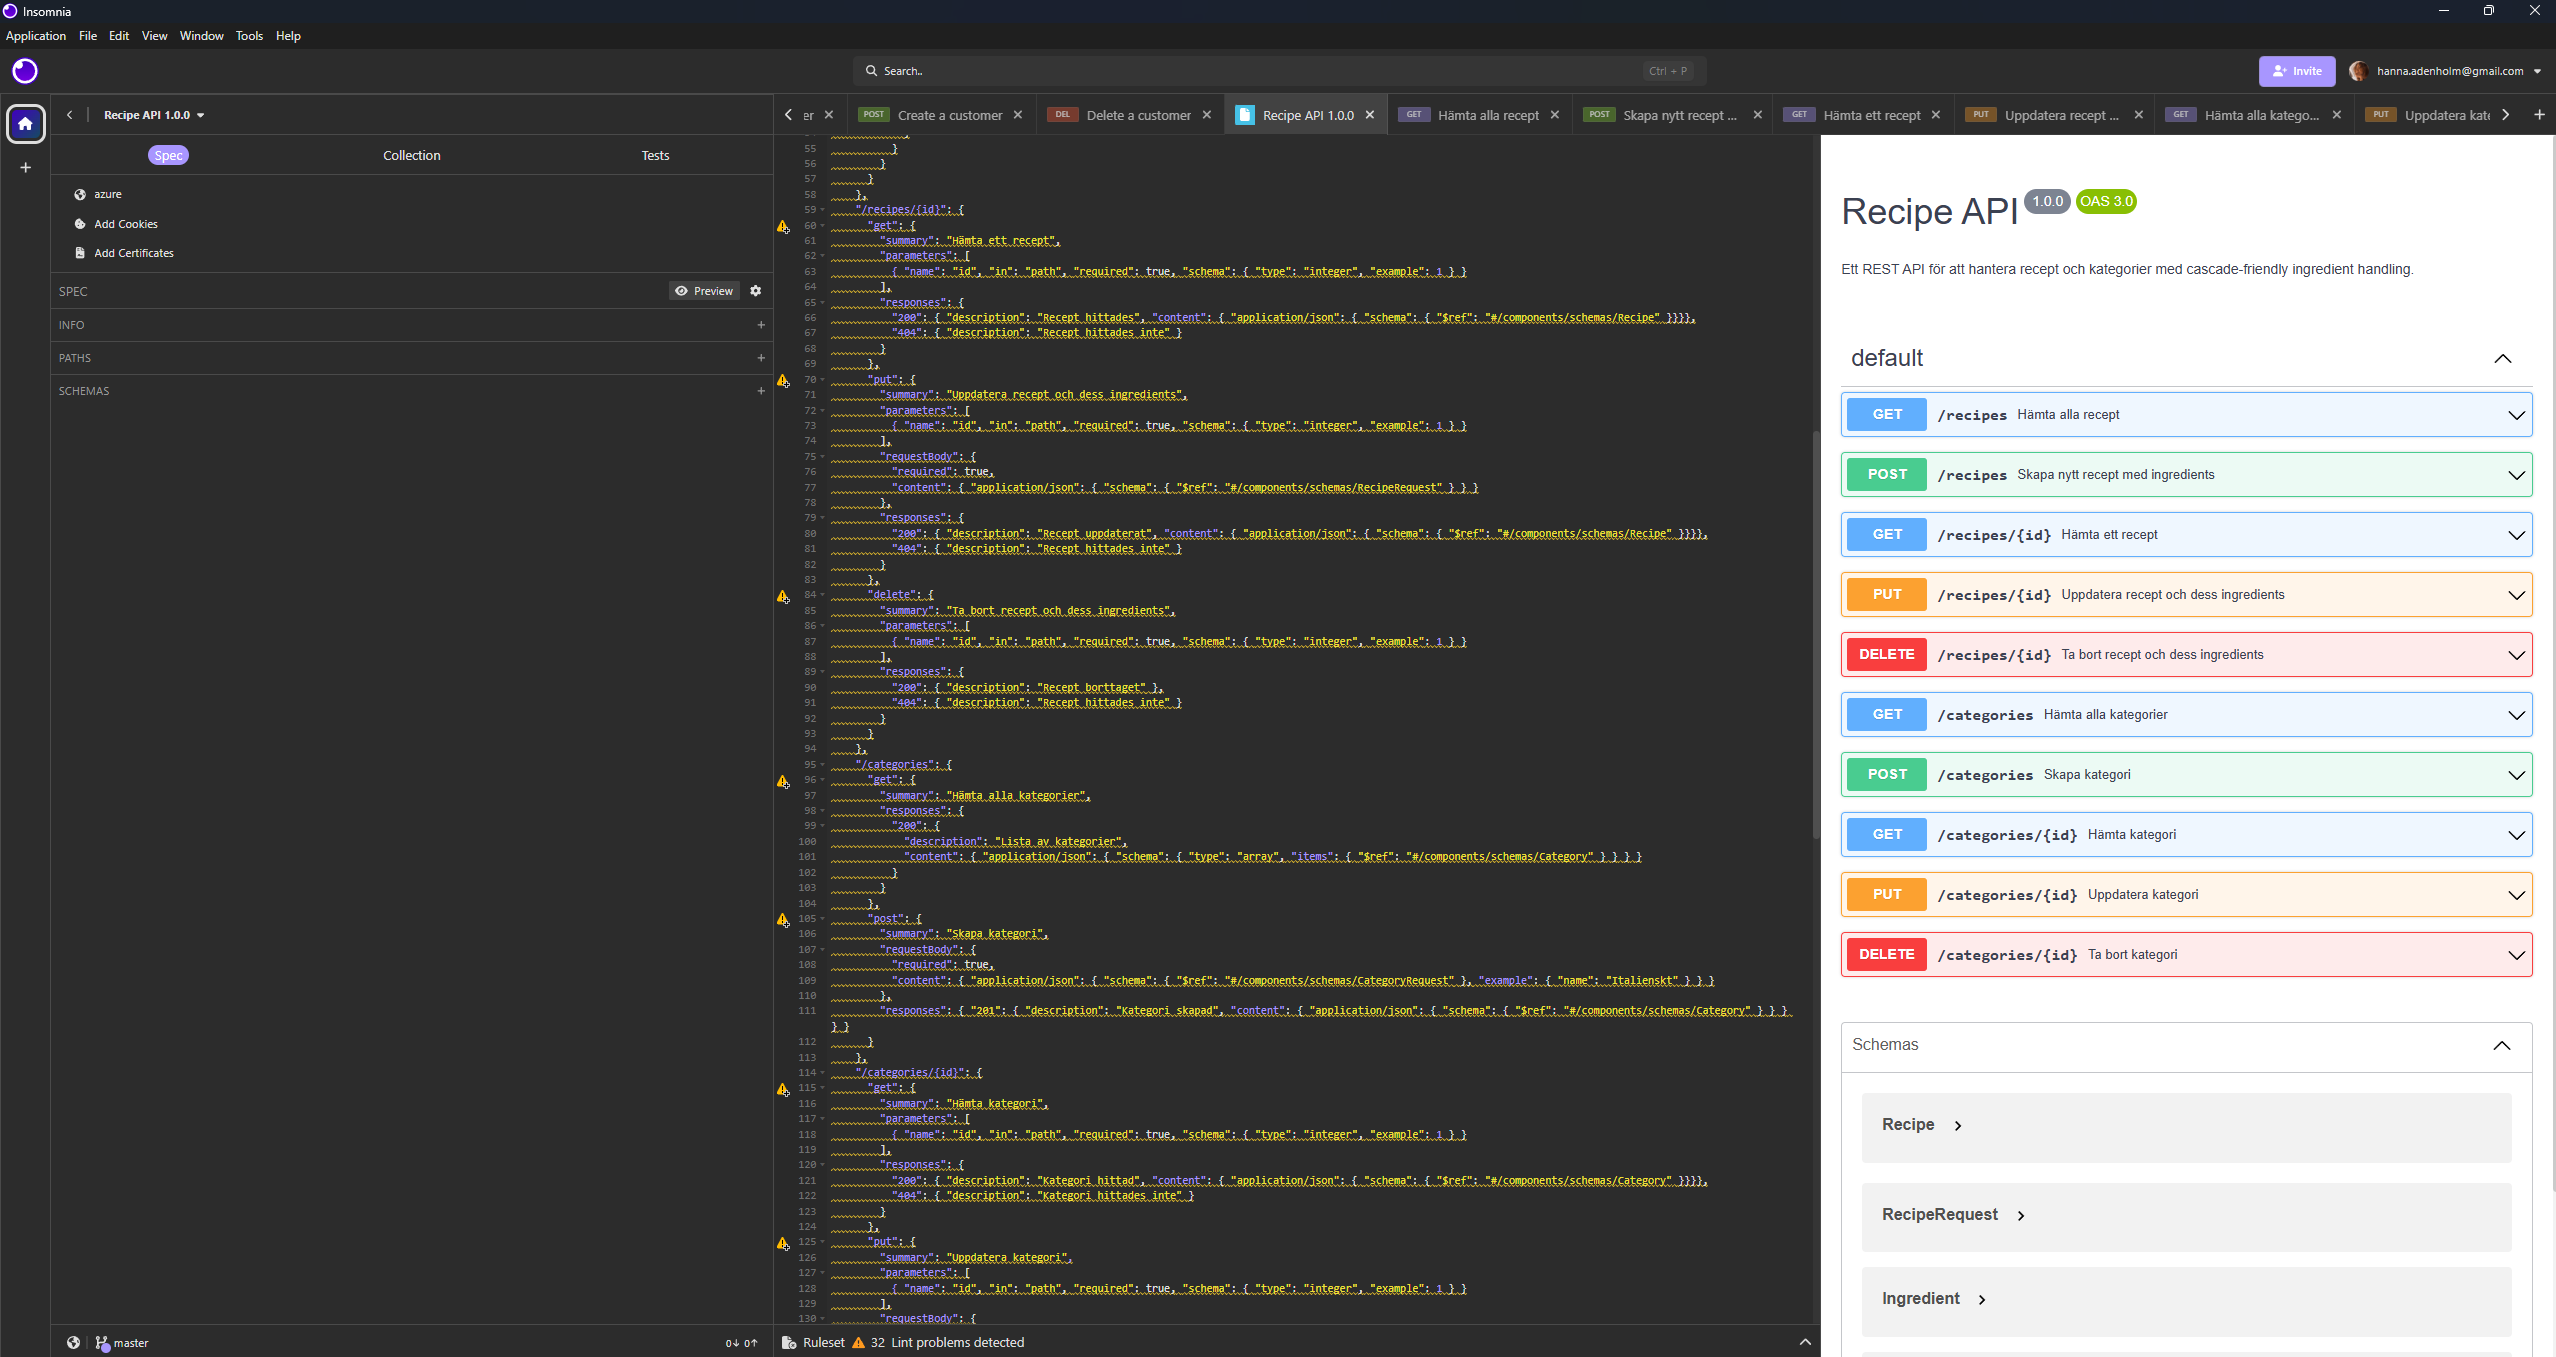 Insomnia
Application File Edit View Window Tools Help
Search.. Ctrl + P
Invite hanna.adenholm@gmail.com
Recipe API 1.0.0
er POST Create a customer DEL Delete a customer Recipe API 1.0.0 GET Hämta alla recept POST Skapa nytt recept ... GET Hämta ett recept PUT Uppdatera recept ... GET Hämta alla katego... PUT Uppdatera kate
Spec Collection Tests
azure
Add Cookies
Add Certificates
SPEC Preview
INFO
PATHS
SCHEMAS
master 0↓ 0↑
55 }
56 }
57 }
58 },
59 "/recipes/{id}": {
60 "get": {
61 "summary": "Hämta ett recept",
62 "parameters": [
63 { "name": "id", "in": "path", "required": true, "schema": { "type": "integer", "example": 1 } }
64 ],
65 "responses": {
66 "200": { "description": "Recept hittades", "content": { "application/json": { "schema": { "$ref": "#/components/schemas/Recipe" }}}},
67 "404": { "description": "Recept hittades inte" }
68 }
69 },
70 "put": {
71 "summary": "Uppdatera recept och dess ingredients",
72 "parameters": [
73 { "name": "id", "in": "path", "required": true, "schema": { "type": "integer", "example": 1 } }
74 ],
75 "requestBody": {
76 "required": true,
77 "content": { "application/json": { "schema": { "$ref": "#/components/schemas/RecipeRequest" } } }
78 },
79 "responses": {
80 "200": { "description": "Recept uppdaterat", "content": { "application/json": { "schema": { "$ref": "#/components/schemas/Recipe" }}}},
81 "404": { "description": "Recept hittades inte" }
82 }
83 },
84 "delete": {
85 "summary": "Ta bort recept och dess ingredients",
86 "parameters": [
87 { "name": "id", "in": "path", "required": true, "schema": { "type": "integer", "example": 1 } }
88 ],
89 "responses": {
90 "200": { "description": "Recept borttaget" },
91 "404": { "description": "Recept hittades inte" }
92 }
93 }
94 },
95 "/categories": {
96 "get": {
97 "summary": "Hämta alla kategorier",
98 "responses": {
99 "200": {
100 "description": "Lista av kategorier",
101 "content": { "application/json": { "schema": { "type": "array", "items": { "$ref": "#/components/schemas/Category" } } } }
102 }
103 }
104 },
105 "post": {
106 "summary": "Skapa kategori",
107 "requestBody": {
108 "required": true,
109 "content": { "application/json": { "schema": { "$ref": "#/components/schemas/CategoryRequest" }, "example": { "name": "Italienskt" } } }
110 },
111 "responses": { "201": { "description": "Kategori skapad", "content": { "application/json": { "schema": { "$ref": "#/components/schemas/Category" } } }
} }
112 }
113 },
114 "/categories/{id}": {
115 "get": {
116 "summary": "Hämta kategori",
117 "parameters": [
118 { "name": "id", "in": "path", "required": true, "schema": { "type": "integer", "example": 1 } }
119 ],
120 "responses": {
121 "200": { "description": "Kategori hittad", "content": { "application/json": { "schema": { "$ref": "#/components/schemas/Category" }}}},
122 "404": { "description": "Kategori hittades inte" }
123 }
124 },
125 "put": {
126 "summary": "Uppdatera kategori",
127 "parameters": [
128 { "name": "id", "in": "path", "required": true, "schema": { "type": "integer", "example": 1 } }
129 ],
130 "requestBody": {
Ruleset 32 Lint problems detected
Recipe API 1.0.0 OAS 3.0
Ett REST API för att hantera recept och kategorier med cascade-friendly ingredient handling.
default
GET /recipes Hämta alla recept
POST /recipes Skapa nytt recept med ingredients
GET /recipes/{id} Hämta ett recept
PUT /recipes/{id} Uppdatera recept och dess ingredients
DELETE /recipes/{id} Ta bort recept och dess ingredients
GET /categories Hämta alla kategorier
POST /categories Skapa kategori
GET /categories/{id} Hämta kategori
PUT /categories/{id} Uppdatera kategori
DELETE /categories/{id} Ta bort kategori
Schemas
Recipe
RecipeRequest
Ingredient